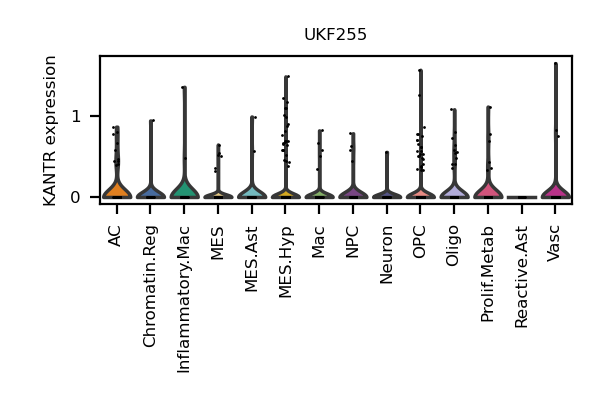 UKF255
KANTR expression
1
0
AC
Chromatin.Reg
Inflammatory.Mac
MES
MES.Ast
MES.Hyp
Mac
NPC
Neuron
OPC
Oligo
Prolif.Metab
Reactive.Ast
Vasc